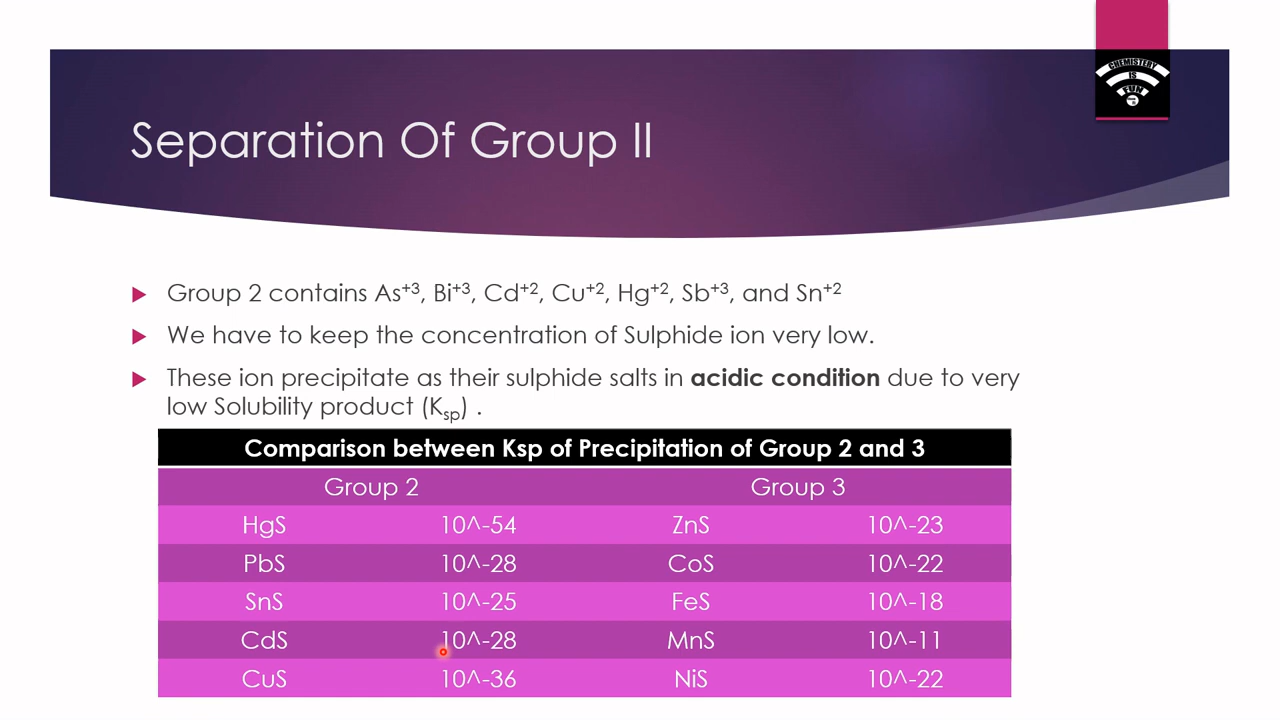 CHEMISTERY
IS
FUN
Separation Of Group II
Group 2 contains As+3, Bi+3, Cd+2, Cu+2, Hg+2, Sb+3, and Sn+2
We have to keep the concentration of Sulphide ion very low.
These ion precipitate as their sulphide salts in acidic condition due to very
low Solubility product (Ksp) .
Comparison between Ksp of Precipitation of Group 2 and 3
Group 2 Group 3
HgS 10^-54 ZnS 10^-23
PbS 10^-28 CoS 10^-22
SnS 10^-25 FeS 10^-18
CdS 10^-28 MnS 10^-11
CuS 10^-36 NiS 10^-22